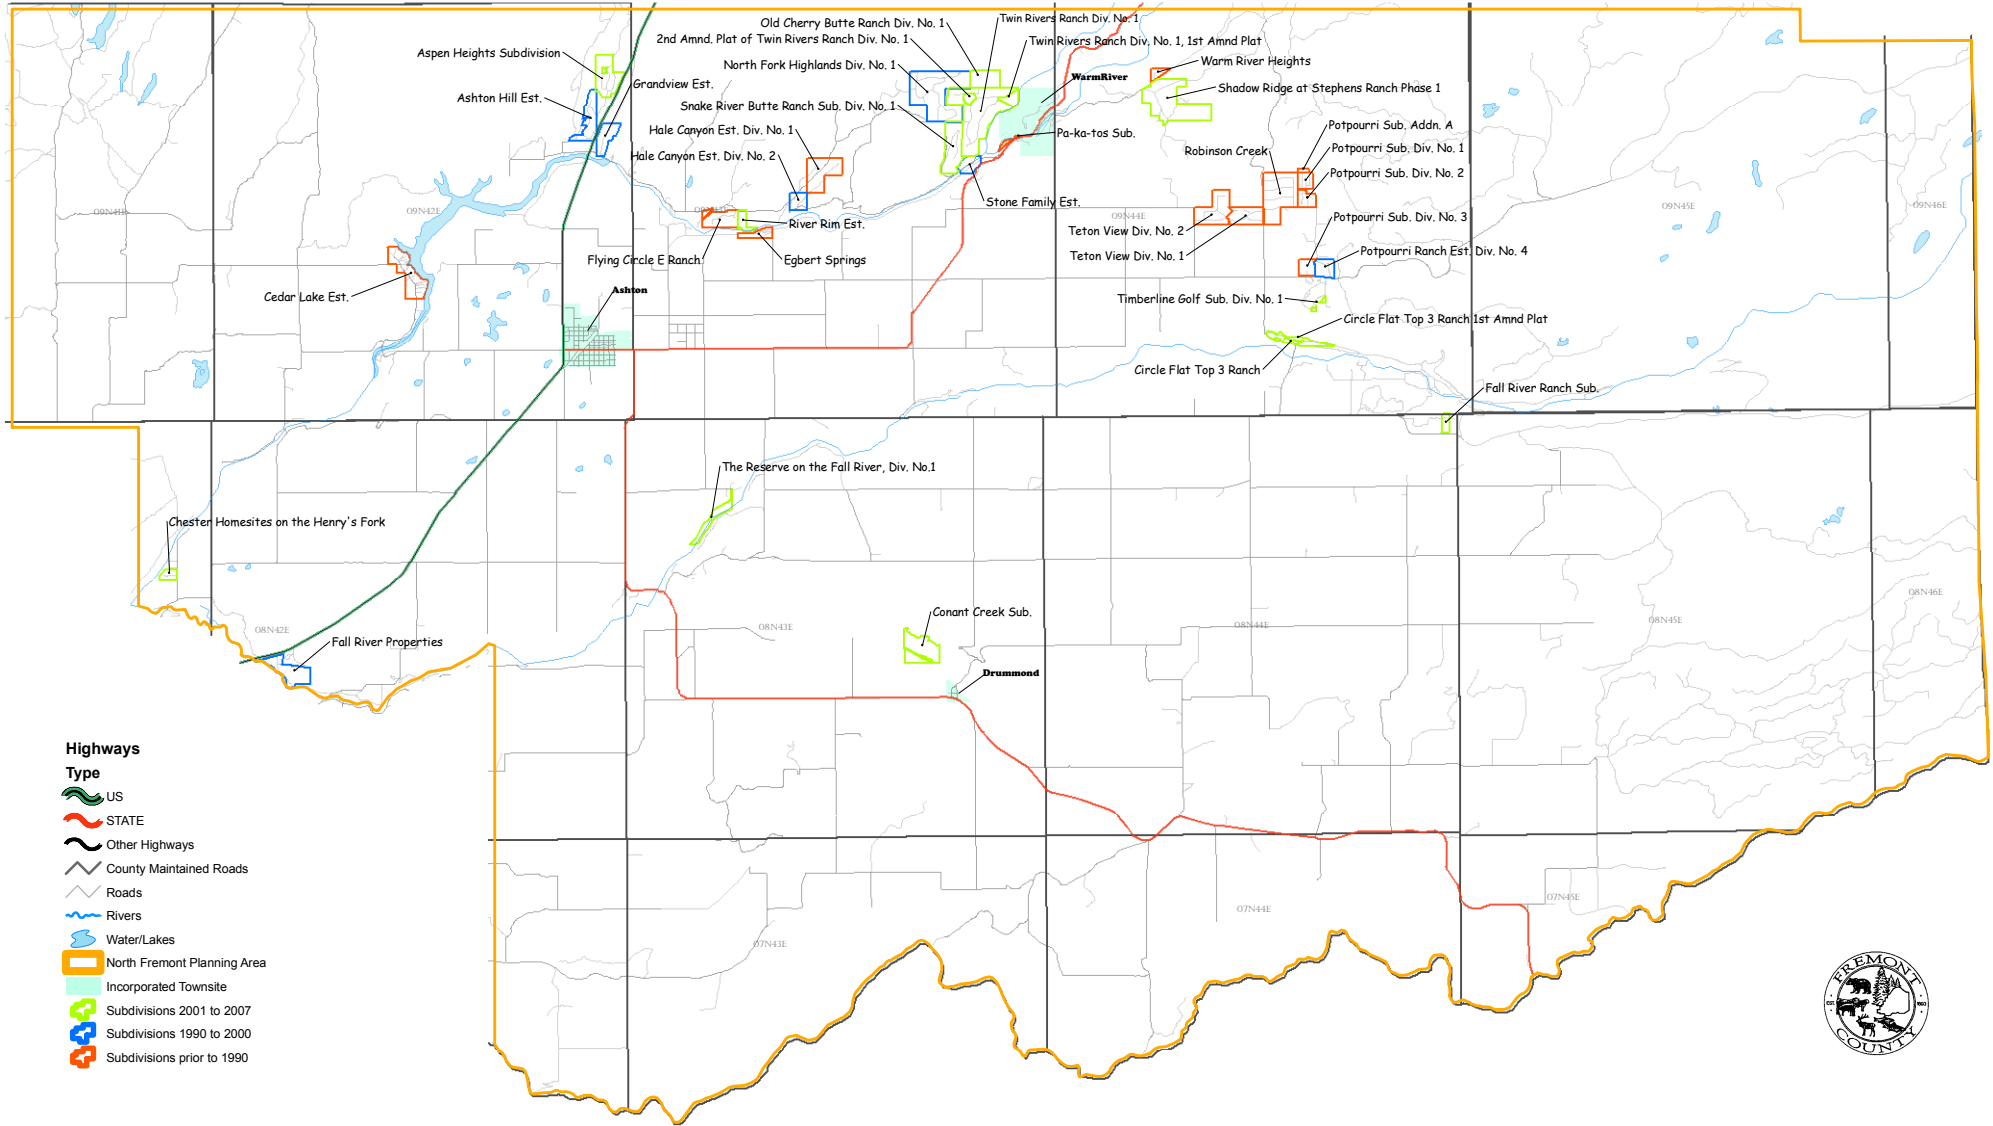 Old Cherry Butte Ranch Div. No. 1
Twin Rivers Ranch Div. No. 1
2nd Amnd. Plat of Twin Rivers Ranch Div. No. 1
Twin Rivers Ranch Div. No. 1, 1st Amnd Plat
Aspen Heights Subdivision
North Fork Highlands Div. No. 1
Warm River Heights
WarmRiver
Grandview Est.
Shadow Ridge at Stephens Ranch Phase 1
Ashton Hill Est.
Snake River Butte Ranch Sub. Div. No. 1
Hale Canyon Est. Div. No. 1
Pa-ka-tos Sub.
Potpourri Sub. Addn. A
Hale Canyon Est. Div. No. 2
Robinson Creek
Potpourri Sub. Div. No. 1
Potpourri Sub. Div. No. 2
Stone Family Est.
09N41E
09N42E
09N44E
09N45E
09N46E
River Rim Est.
Potpourri Sub. Div. No. 3
Teton View Div. No. 2
Flying Circle E Ranch
Egbert Springs
Teton View Div. No. 1
Potpourri Ranch Est. Div. No. 4
Cedar Lake Est.
Ashton
Timberline Golf Sub. Div. No. 1
Circle Flat Top 3 Ranch 1st Amnd Plat
Circle Flat Top 3 Ranch
Fall River Ranch Sub.
The Reserve on the Fall River, Div. No.1
Chester Homesites on the Henry's Fork
Conant Creek Sub.
08N42E
08N43E
08N44E
08N45E
08N46E
Fall River Properties
Drummond
07N43E
07N44E
07N45E
Highways
Type
US
STATE
Other Highways
County Maintained Roads
Roads
Rivers
Water/Lakes
North Fremont Planning Area
Incorporated Townsite
Subdivisions 2001 to 2007
Subdivisions 1990 to 2000
Subdivisions prior to 1990
FREMONT
EST.
1893
COUNTY